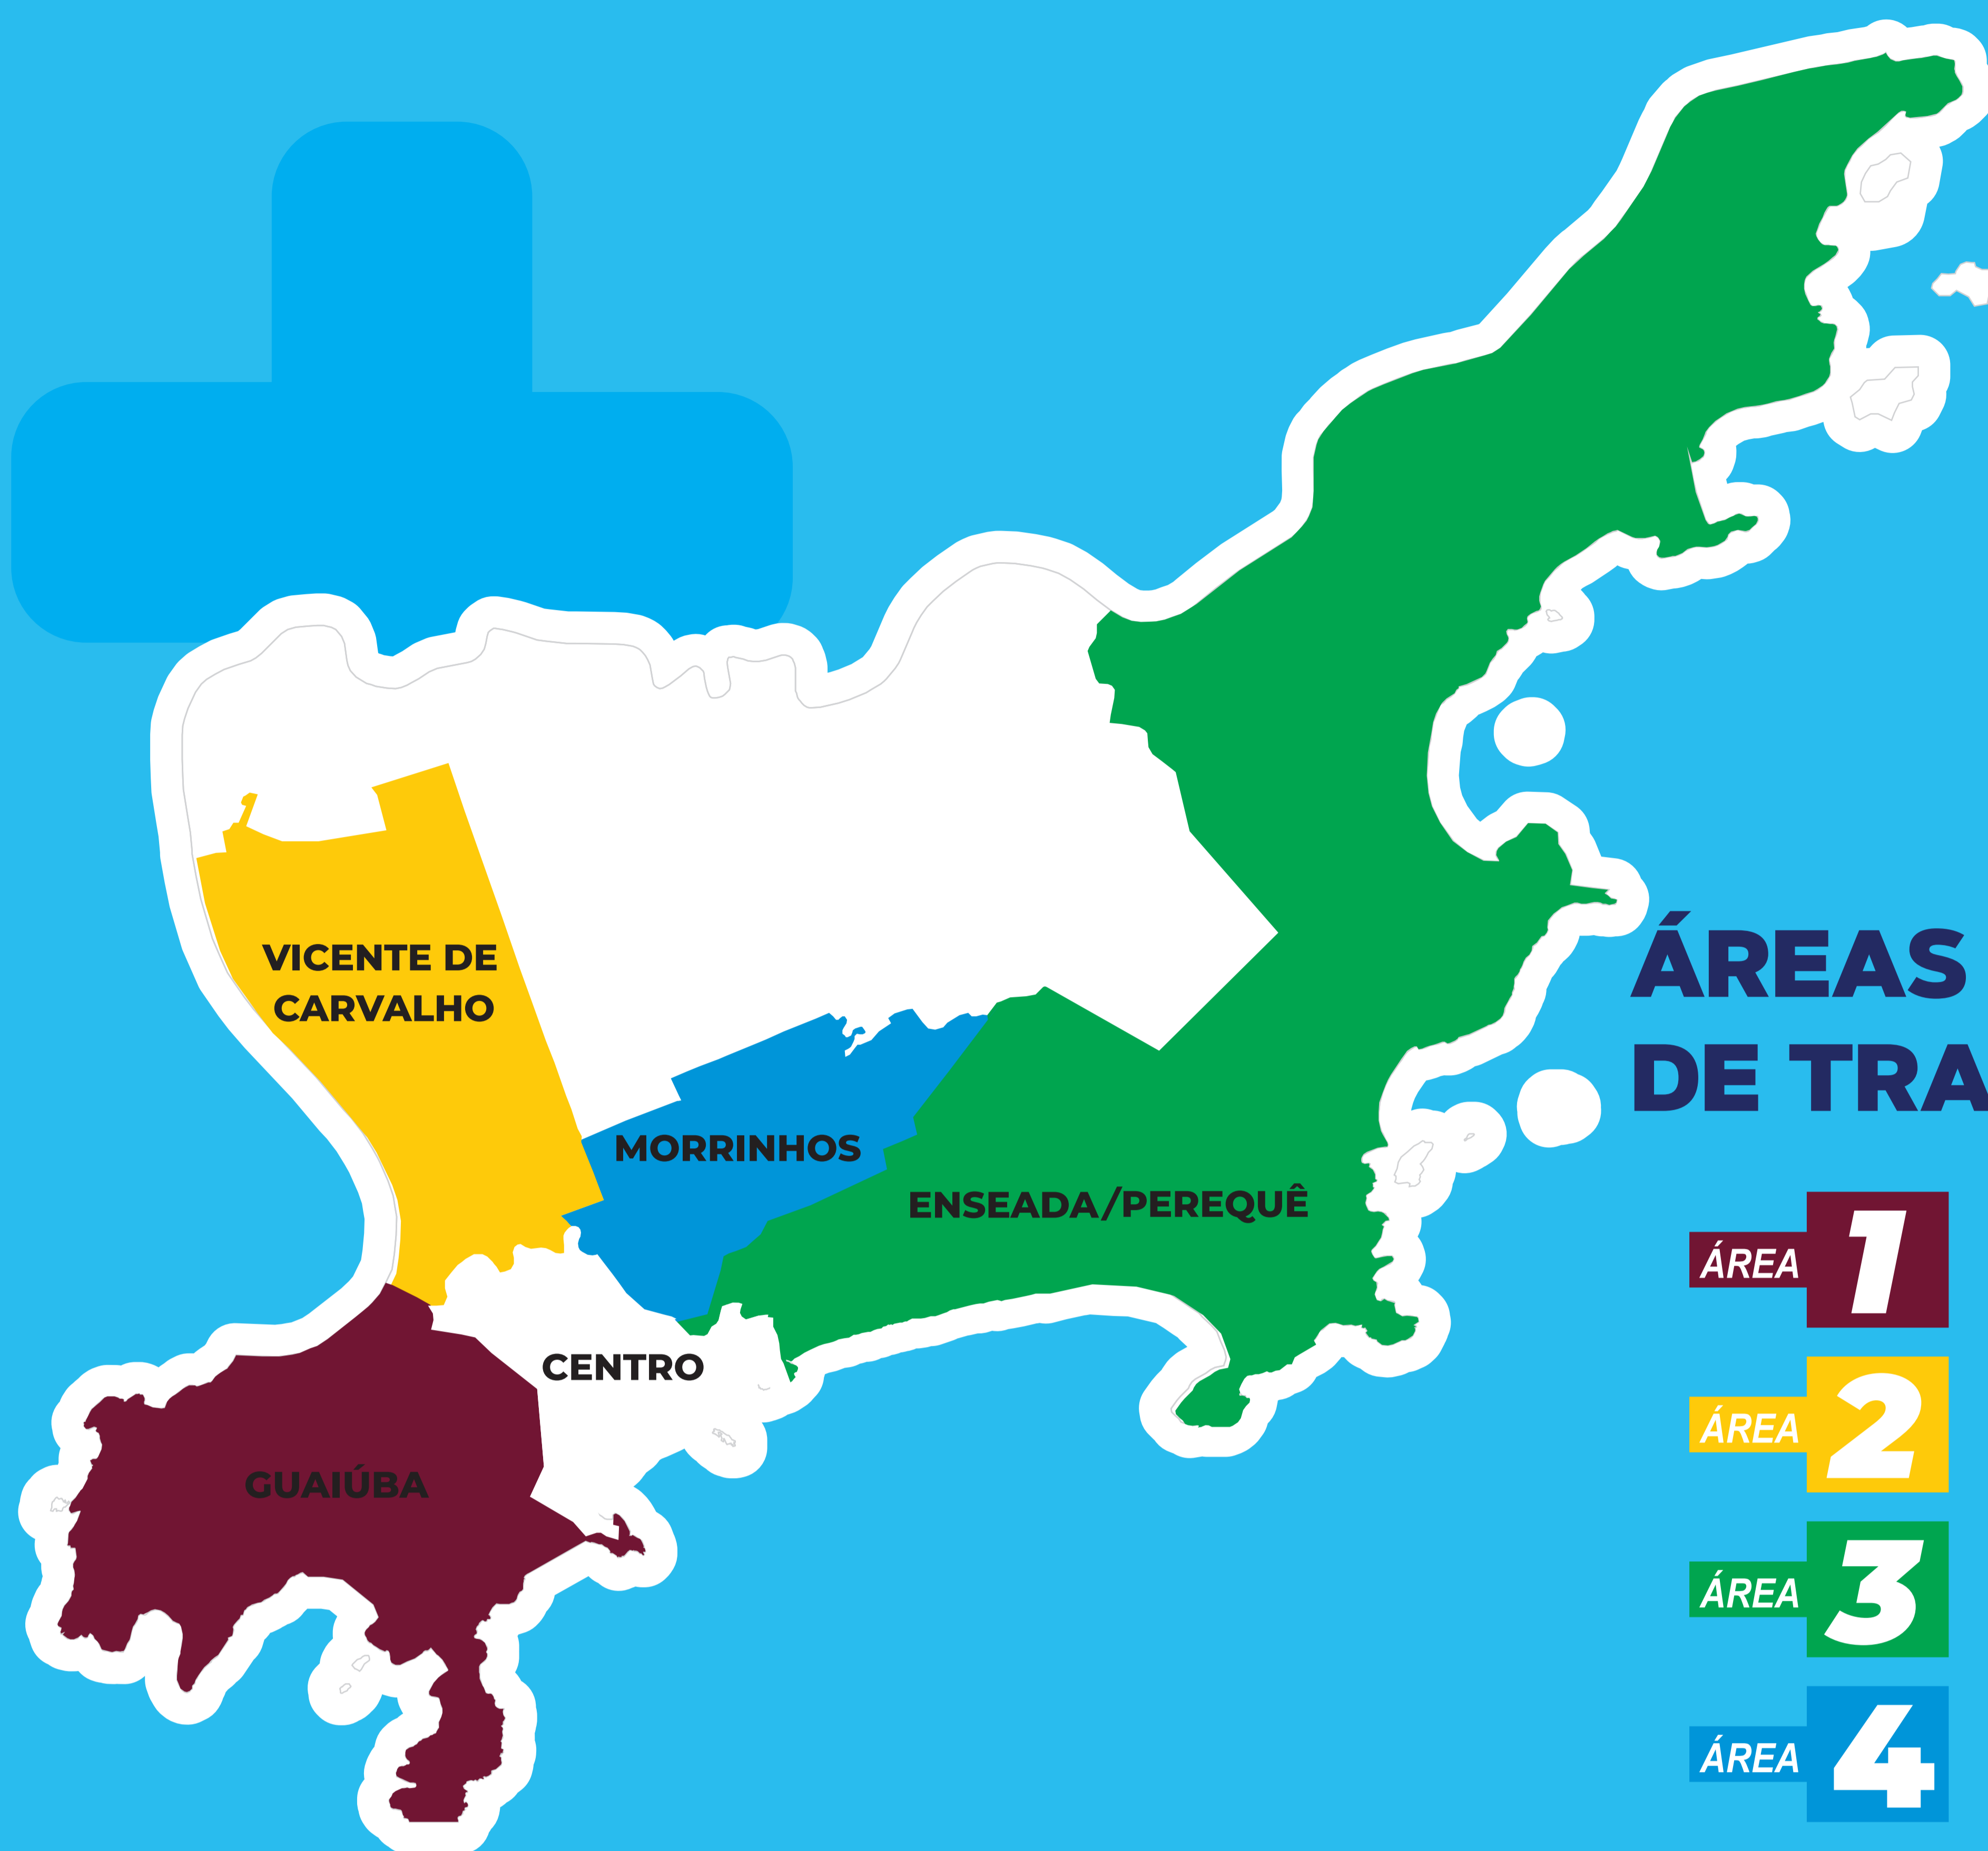 VICENTE DE
CARVALHO
MORRINHOS
ENSEADA/PEREQUÊ
CENTRO
GUAIÚBA
ÁREAS
DE TRA
ÁREA 1
ÁREA 2
ÁREA 3
ÁREA 4